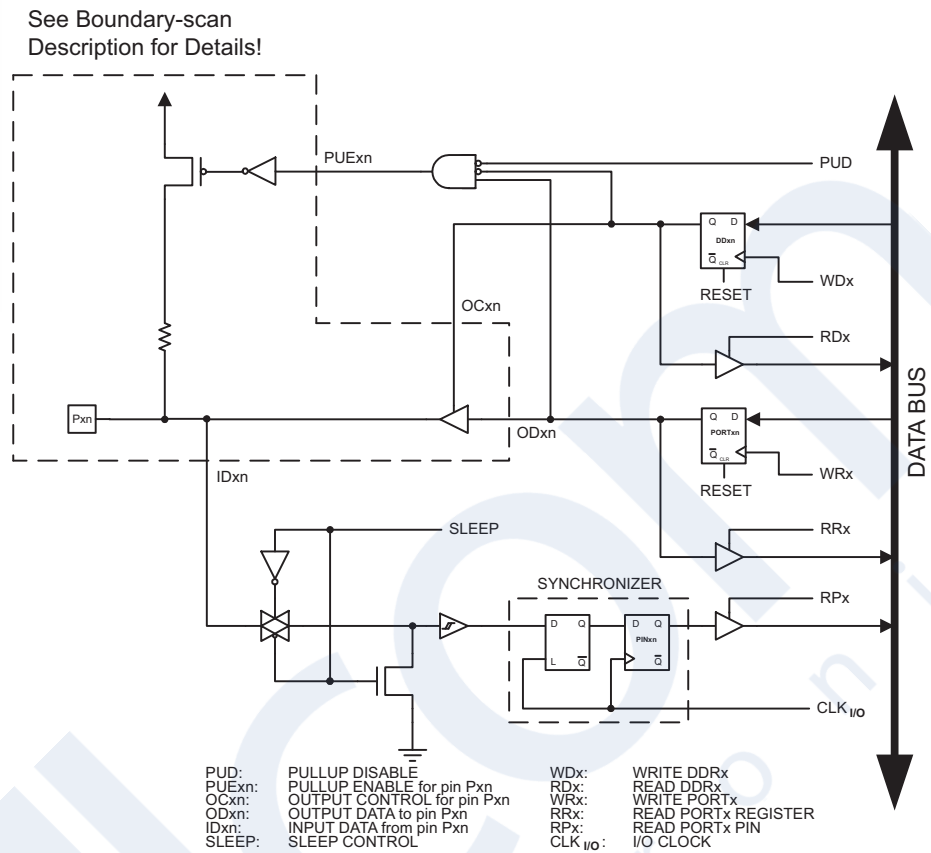 See Boundary-scan
Description for Details!
PUExn
PUD
Q D
DDxn
Q CLR
RESET
WDx
OCxn
RDx
Pxn
ODxn
Q D
PORTxn
Q CLR
RESET
WRx
IDxn
DATA BUS
SLEEP
RRx
SYNCHRONIZER
RPx
D Q
L Q
D Q
PINxn
Q
CLK I/O
PUD: PULLUP DISABLE
PUExn: PULLUP ENABLE for pin Pxn
OCxn: OUTPUT CONTROL for pin Pxn
ODxn: OUTPUT DATA to pin Pxn
IDxn: INPUT DATA from pin Pxn
SLEEP: SLEEP CONTROL
WDx: WRITE DDRx
RDx: READ DDRx
WRx: WRITE PORTx
RRx: READ PORTx REGISTER
RPx: READ PORTx PIN
CLK I/O: I/O CLOCK